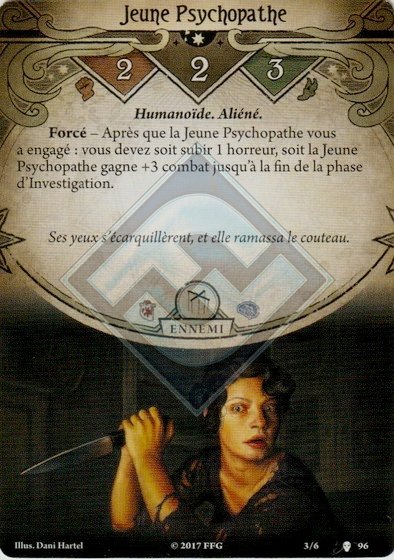 Jeune Psychopathe
2 2 3
Humanoïde. Aliéné.
Forcé – Après que la Jeune Psychopathe vous
a engagé : vous devez soit subir 1 horreur, soit la Jeune
Psychopathe gagne +3 combat jusqu'à la fin de la phase
d'Investigation.
Ses yeux s'écarquillèrent, et elle ramassa le couteau.
ENNEMI
Illus. Dani Hartel © 2017 FFG 3/6 96